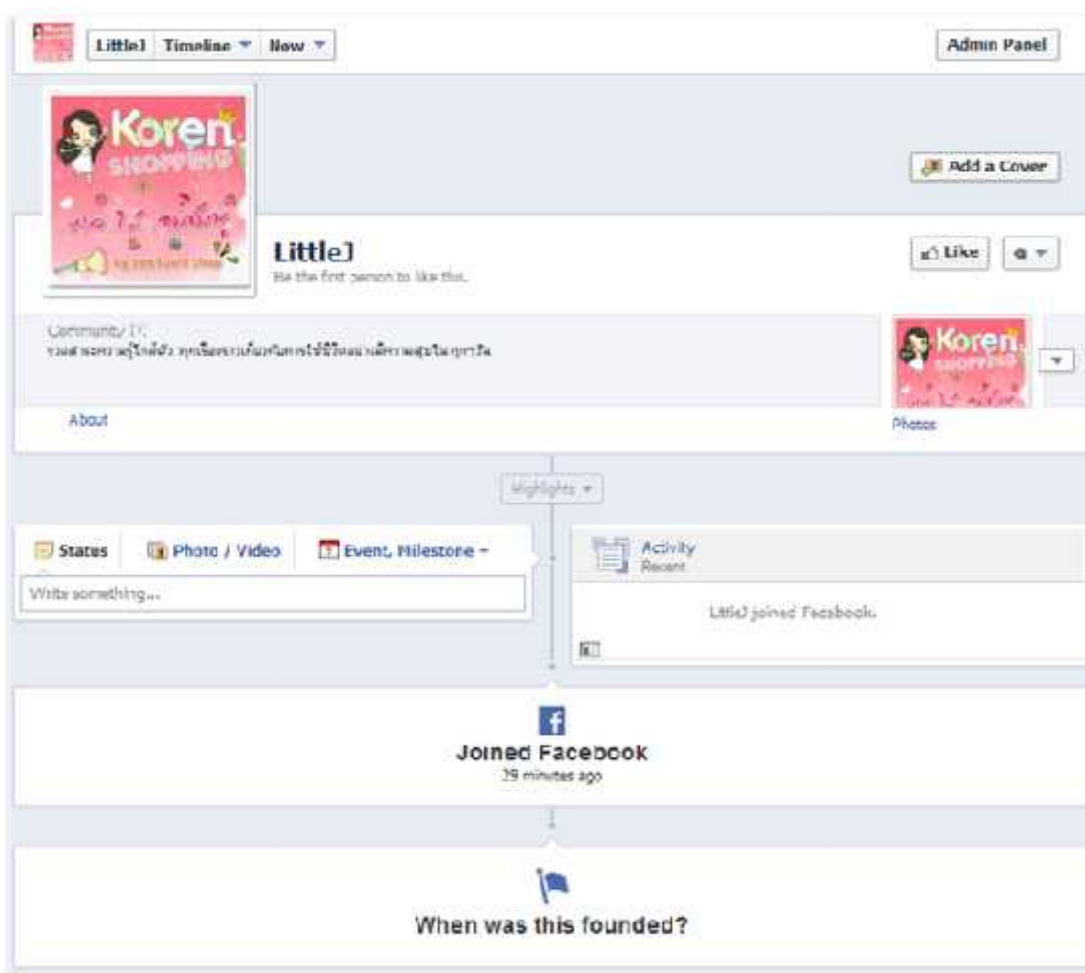 LittleJ Timeline Now Admin Panel
Koren
SHOPPING
Add a Cover
LittleJ
Be the first person to like this.
Like
Community
Koren
SHOPPING
About
Photos
Highlights
Status Photo / Video Event, Milestone
Activity
Recent
Write something...
LittleJ joined Facebook.
Joined Facebook
29 minutes ago
When was this founded?